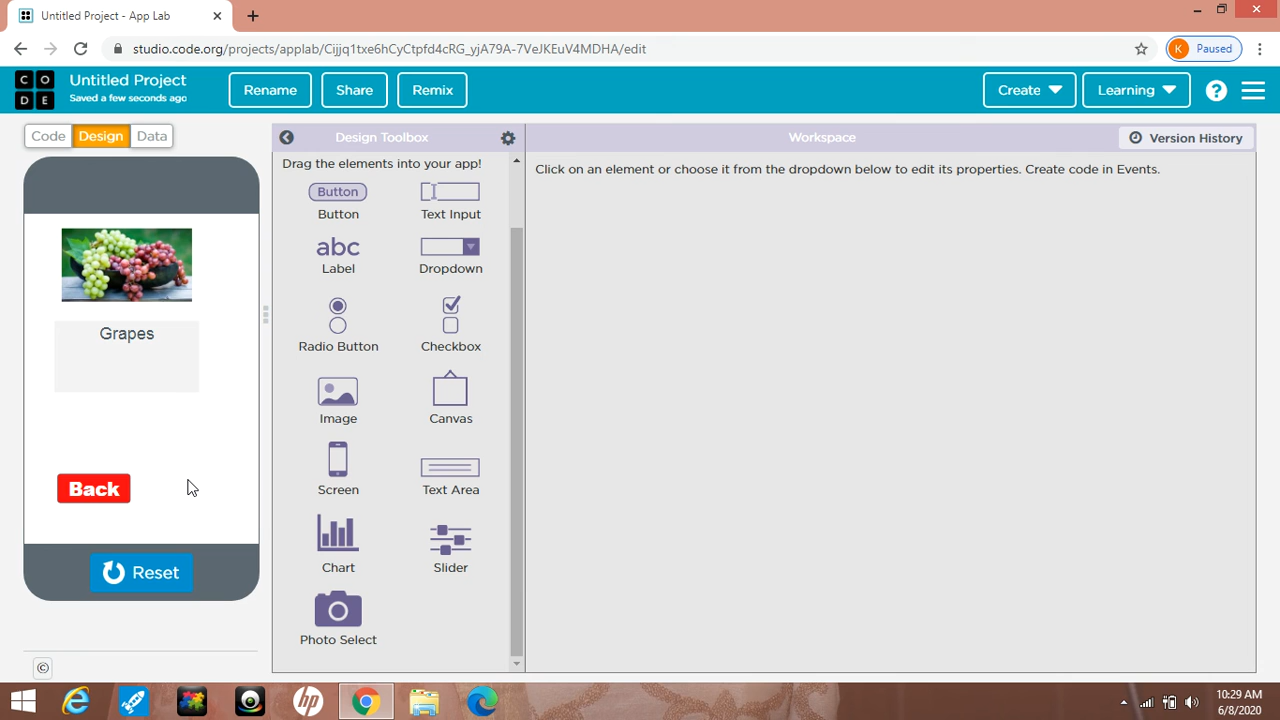 Untitled Project - App Lab
studio.code.org/projects/applab/Cijjq1txe6hCyCtpfd4cRG_yjA79A-7VeJKEuV4MDHA/edit
K Paused
C O D E
Untitled Project
Saved a few seconds ago
Rename Share Remix Create Learning ?
Code Design Data
Design Toolbox
Workspace
Version History
Drag the elements into your app!
Click on an element or choose it from the dropdown below to edit its properties. Create code in Events.
Button
Button Text Input
abc
Label Dropdown
Radio Button Checkbox
Image Canvas
Screen Text Area
Chart Slider
Photo Select
Grapes
Back
Reset
©
hp
10:29 AM
6/8/2020